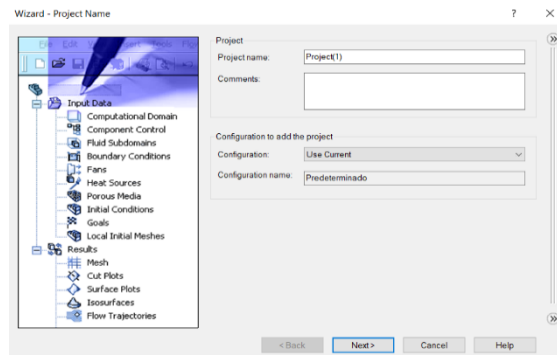 Wizard - Project Name
Project
Project name:
Project(1)
Comments:
Configuration to add the project
Configuration:
Use Current
Configuration name:
Predeterminado
File Edit
Input Data
Computational Domain
Component Control
Fluid Subdomains
Boundary Conditions
Fans
Heat Sources
Porous Media
Initial Conditions
Goals
Local Initial Meshes
Results
Mesh
Cut Plots
Surface Plots
Isosurfaces
Flow Trajectories
< Back
Next >
Cancel
Help